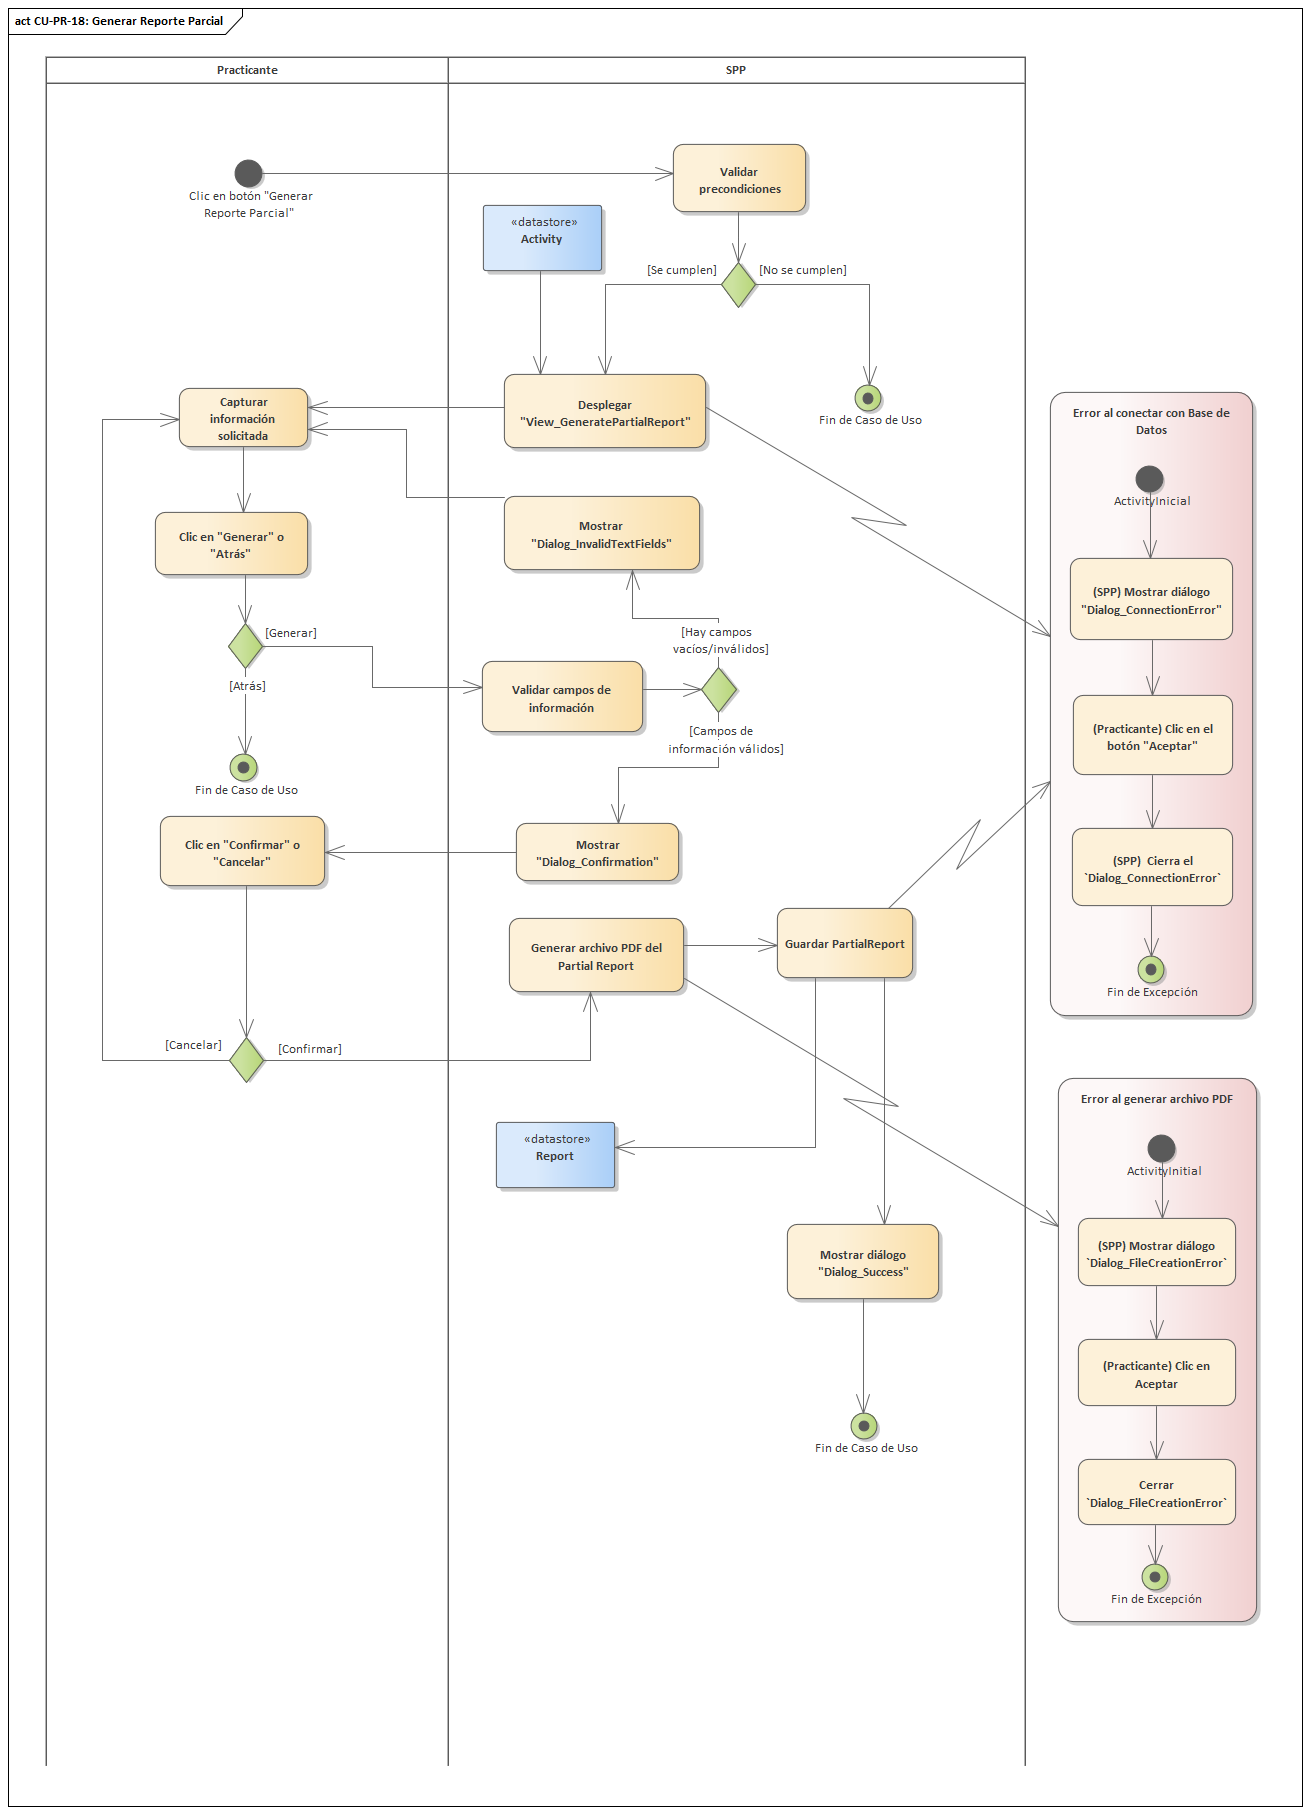 act CU-PR-18: Generar Reporte Parcial
Practicante
SPP
Clic en botón "Generar
Reporte Parcial"
Validar
precondiciones
«datastore»
Activity
[Se cumplen]
[No se cumplen]
Fin de Caso de Uso
Desplegar
"View_GeneratePartialReport"
Capturar
información
solicitada
Mostrar
"Dialog_InvalidTextFields"
Clic en "Generar" o
"Atrás"
[Generar]
[Atrás]
Fin de Caso de Uso
Validar campos de
información
[Hay campos
vacíos/inválidos]
[Campos de
información válidos]
Mostrar
"Dialog_Confirmation"
Clic en "Confirmar" o
"Cancelar"
Generar archivo PDF del
Partial Report
Guardar PartialReport
[Cancelar]
[Confirmar]
«datastore»
Report
Mostrar diálogo
"Dialog_Success"
Fin de Caso de Uso
Error al conectar con Base de
Datos
ActivityInicial
(SPP) Mostrar diálogo
"Dialog_ConnectionError"
(Practicante) Clic en el
botón "Aceptar"
(SPP)  Cierra el
`Dialog_ConnectionError`
Fin de Excepción
Error al generar archivo PDF
ActivityInitial
(SPP) Mostrar diálogo
`Dialog_FileCreationError`
(Practicante) Clic en
Aceptar
Cerrar
`Dialog_FileCreationError`
Fin de Excepción